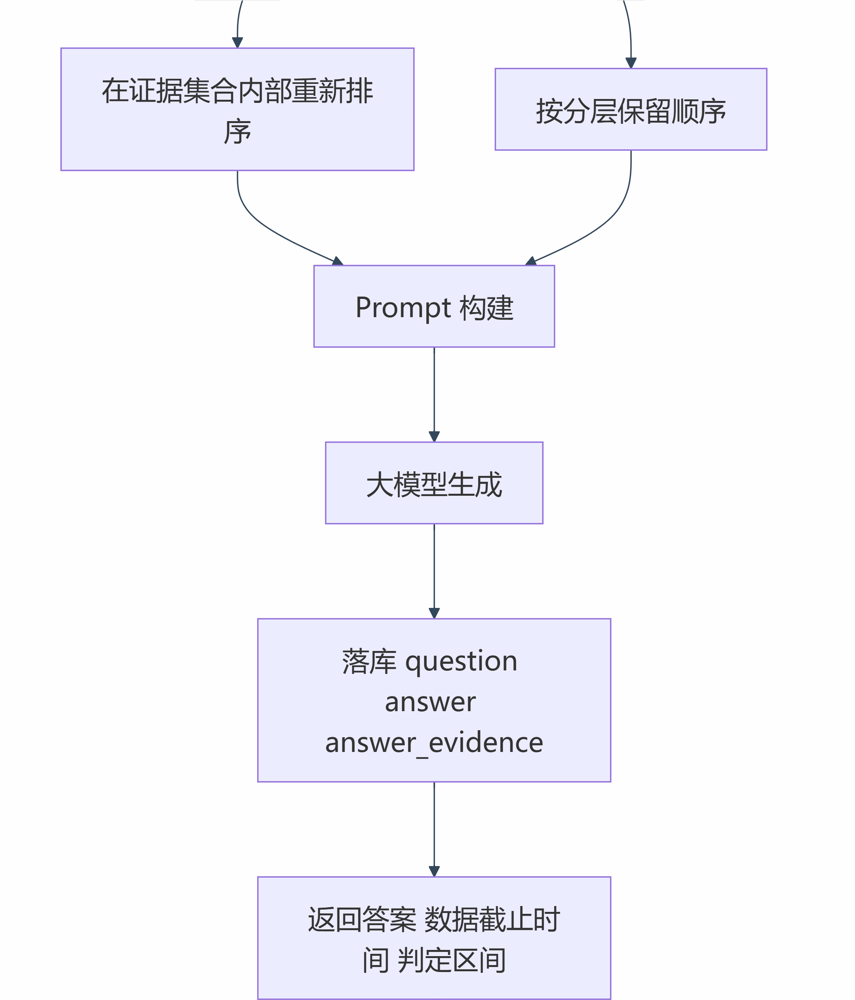 在证据集合内部重新排
序
按分层保留顺序
Prompt 构建
大模型生成
落库 question
answer
answer_evidence
返回答案 数据截止时
间 判定区间